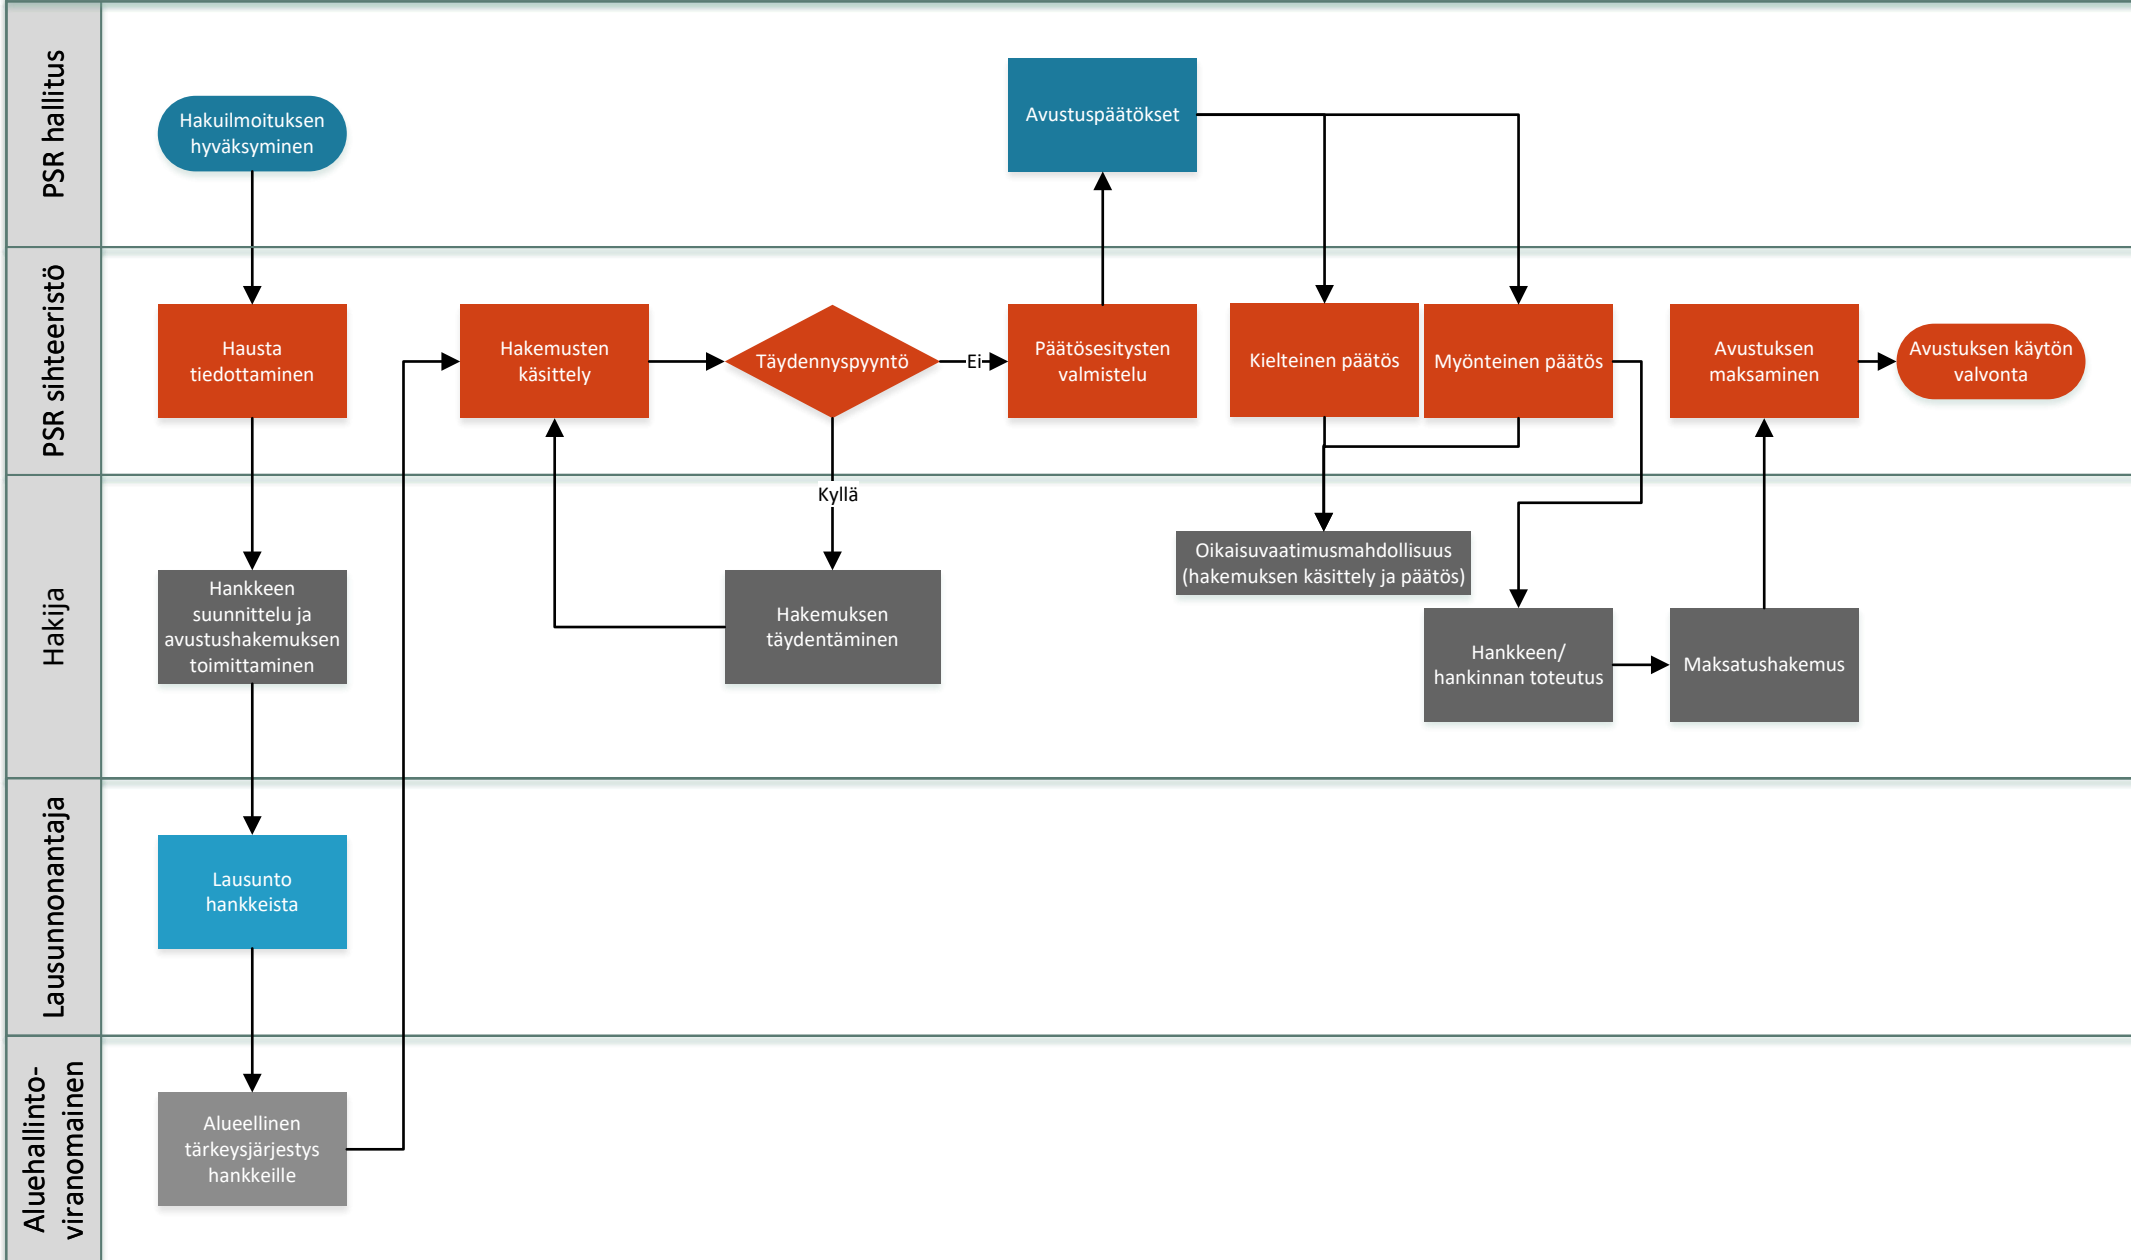 PSR hallitus
Hakuilmoituksen
hyväksyminen
Avustuspäätökset
PSR sihteeristö
Hausta
tiedottaminen
Hakemusten
käsittely
Täydennyspyyntö
Ei
Päätösesitysten
valmistelu
Kielteinen päätös
Myönteinen päätös
Avustuksen
maksaminen
Avustuksen käytön
valvonta
Kyllä
Hakija
Hankkeen
suunnittelu ja
avustushakemuksen
toimittaminen
Hakemuksen
täydentäminen
Oikaisuvaatimusmahdollisuus
(hakemuksen käsittely ja päätös)
Hankkeen/
hankinnan toteutus
Maksatushakemus
Lausunnonantaja
Lausunto
hankkeista
Aluehallinto-
viranomainen
Alueellinen
tärkeysjärjestys
hankkeille